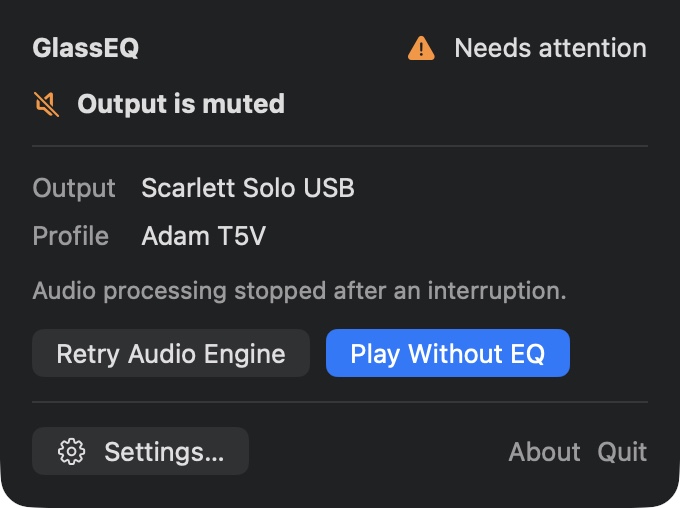 GlassEQ
Needs attention
Output is muted
Output Scarlett Solo USB
Profile Adam T5V
Audio processing stopped after an interruption.
Retry Audio Engine
Play Without EQ
Settings...
About
Quit